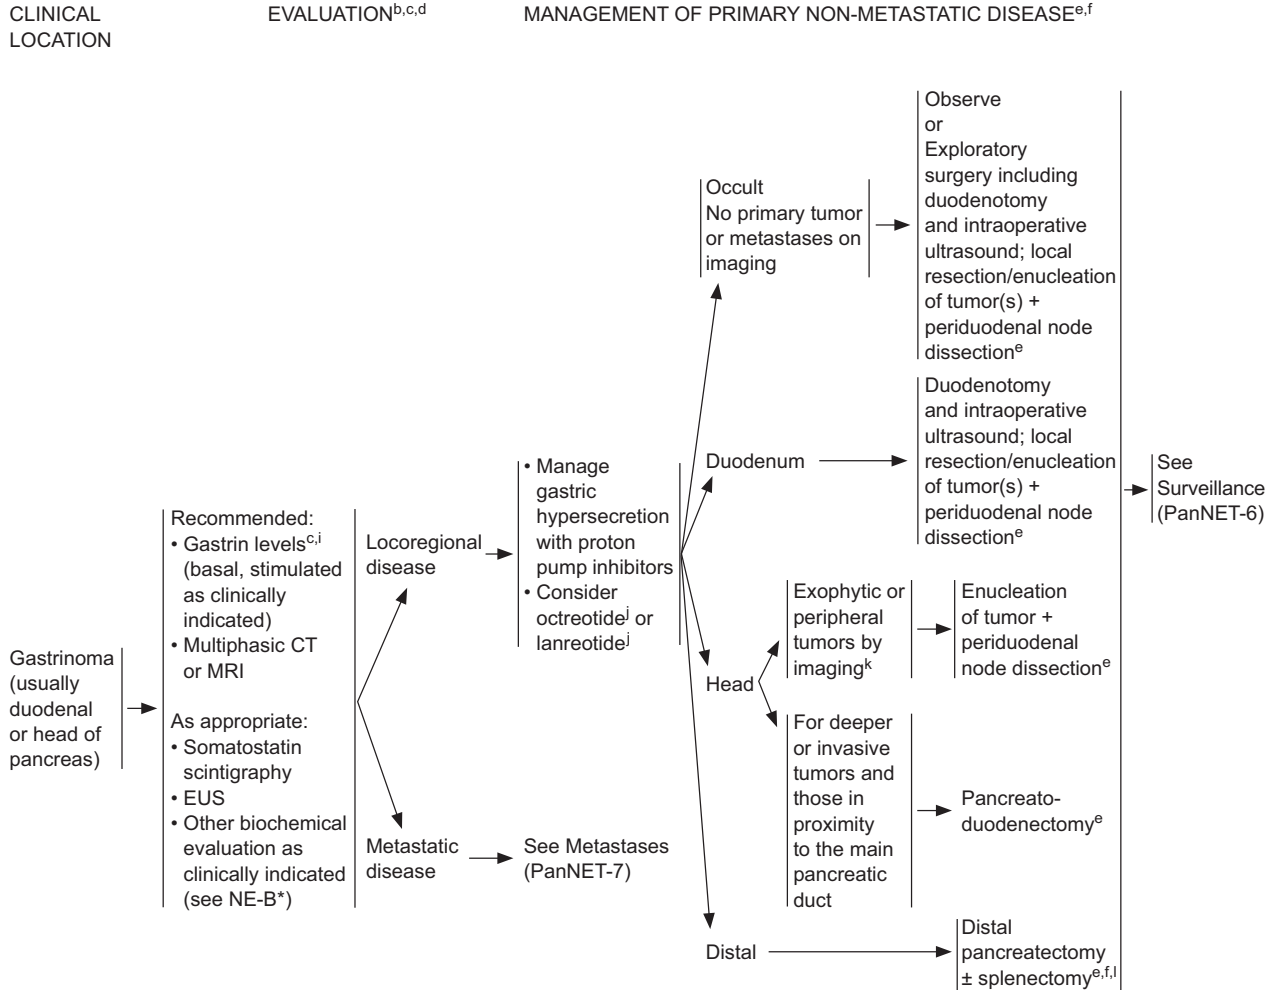 CLINICAL
LOCATION
EVALUATIONb,c,d
MANAGEMENT OF PRIMARY NON-METASTATIC DISEASEe,f
Gastrinoma
(usually
duodenal
or head of
pancreas)
Recommended:
• Gastrin levelsc,i
(basal, stimulated
as clinically
indicated)
• Multiphasic CT
or MRI
As appropriate:
• Somatostatin
scintigraphy
• EUS
• Other biochemical
evaluation as
clinically indicated
(see NE-B*)
Locoregional
disease
• Manage
gastric
hypersecretion
with proton
pump inhibitors
• Consider
octreotidej or
lanreotidej
Metastatic
disease
See Metastases
(PanNET-7)
Occult
No primary tumor
or metastases on
imaging
Observe
or
Exploratory
surgery including
duodenotomy
and intraoperative
ultrasound; local
resection/enucleation
of tumor(s) +
periduodenal node
dissectione
Duodenum
Duodenotomy
and intraoperative
ultrasound; local
resection/enucleation
of tumor(s) +
periduodenal node
dissectione
Head
Exophytic or
peripheral
tumors by
imagingk
Enucleation
of tumor +
periduodenal
node dissectione
For deeper
or invasive
tumors and
those in
proximity
to the main
pancreatic
duct
Pancreato-
duodenectomye
Distal
Distal
pancreatectomy
± splenectomye,f,l
See
Surveillance
(PanNET-6)